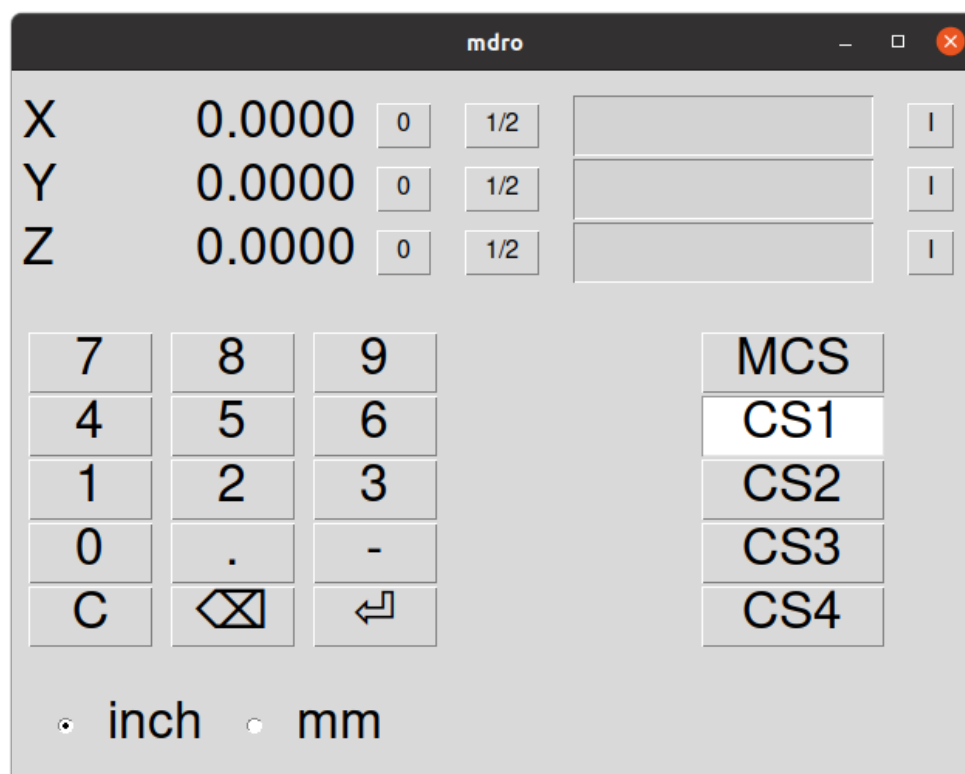 mdro
X 0.0000 0 1/2 I
Y 0.0000 0 1/2 I
Z 0.0000 0 1/2 I
7 8 9 MCS
4 5 6 CS1
1 2 3 CS2
0 . - CS3
C ⌫ ⏎ CS4
inch mm